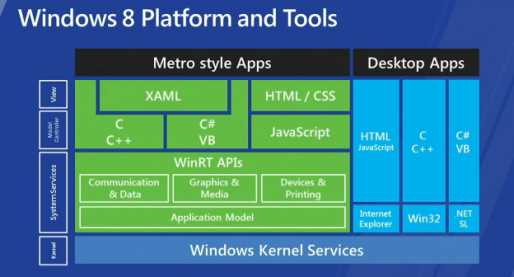 Windows 8 Platform and Tools
Metro style Apps
Desktop Apps
View
Model
Controller
SystemServices
Kernel
XAML
HTML / CSS
C
C++
C#
VB
JavaScript
HTML
JavaScript
C
C++
C#
VB
WinRT APIs
Communication
& Data
Graphics &
Media
Devices &
Printing
Application Model
Internet
Explorer
Win32
.NET
SL
Windows Kernel Services